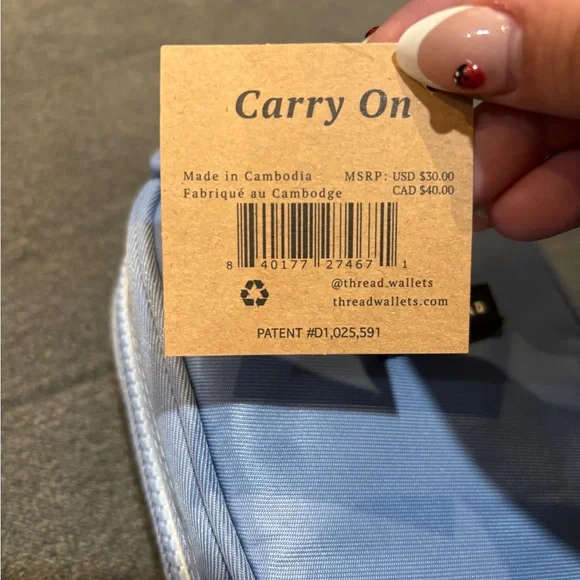 Carry On
Made in Cambodia MSRP: USD $30.00
Fabriqué au Cambodge CAD $40.00
8 40177 27467 1
@thread_wallets
threadwallets.com
PATENT #D1,025,591